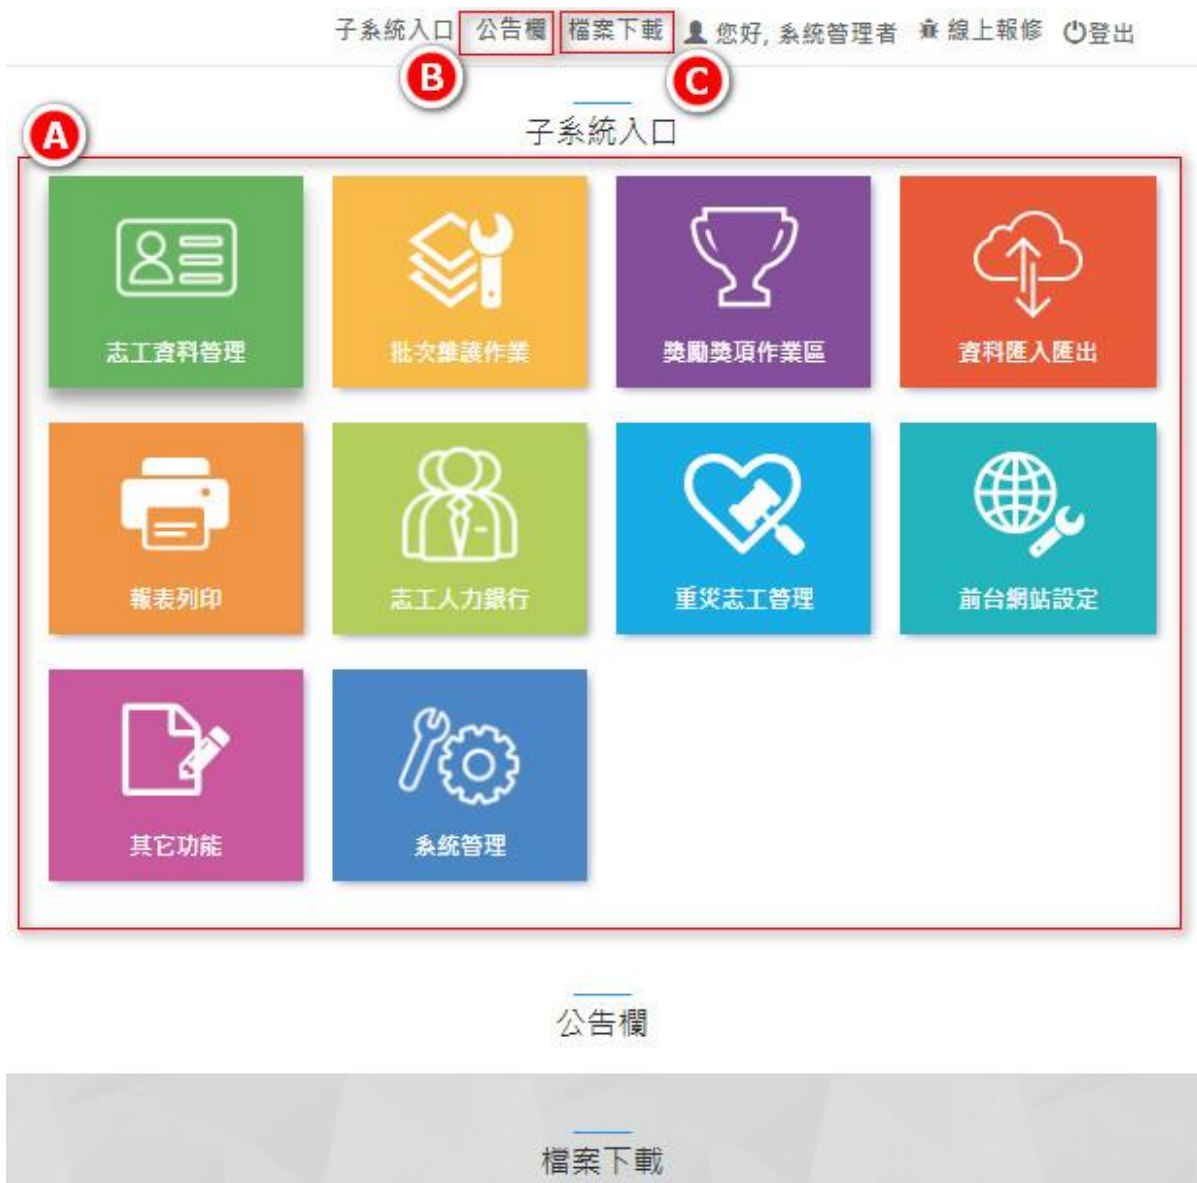 子系統入口 公告欄 檔案下載 您好, 系統管理者 線上報修 登出
B
C
A
子系統入口
志工資料管理 批次維護作業 獎勵獎項作業區 資料匯入匯出
報表列印 志工人力銀行 重災志工管理 前台網站設定
其它功能 系統管理
公告欄
檔案下載